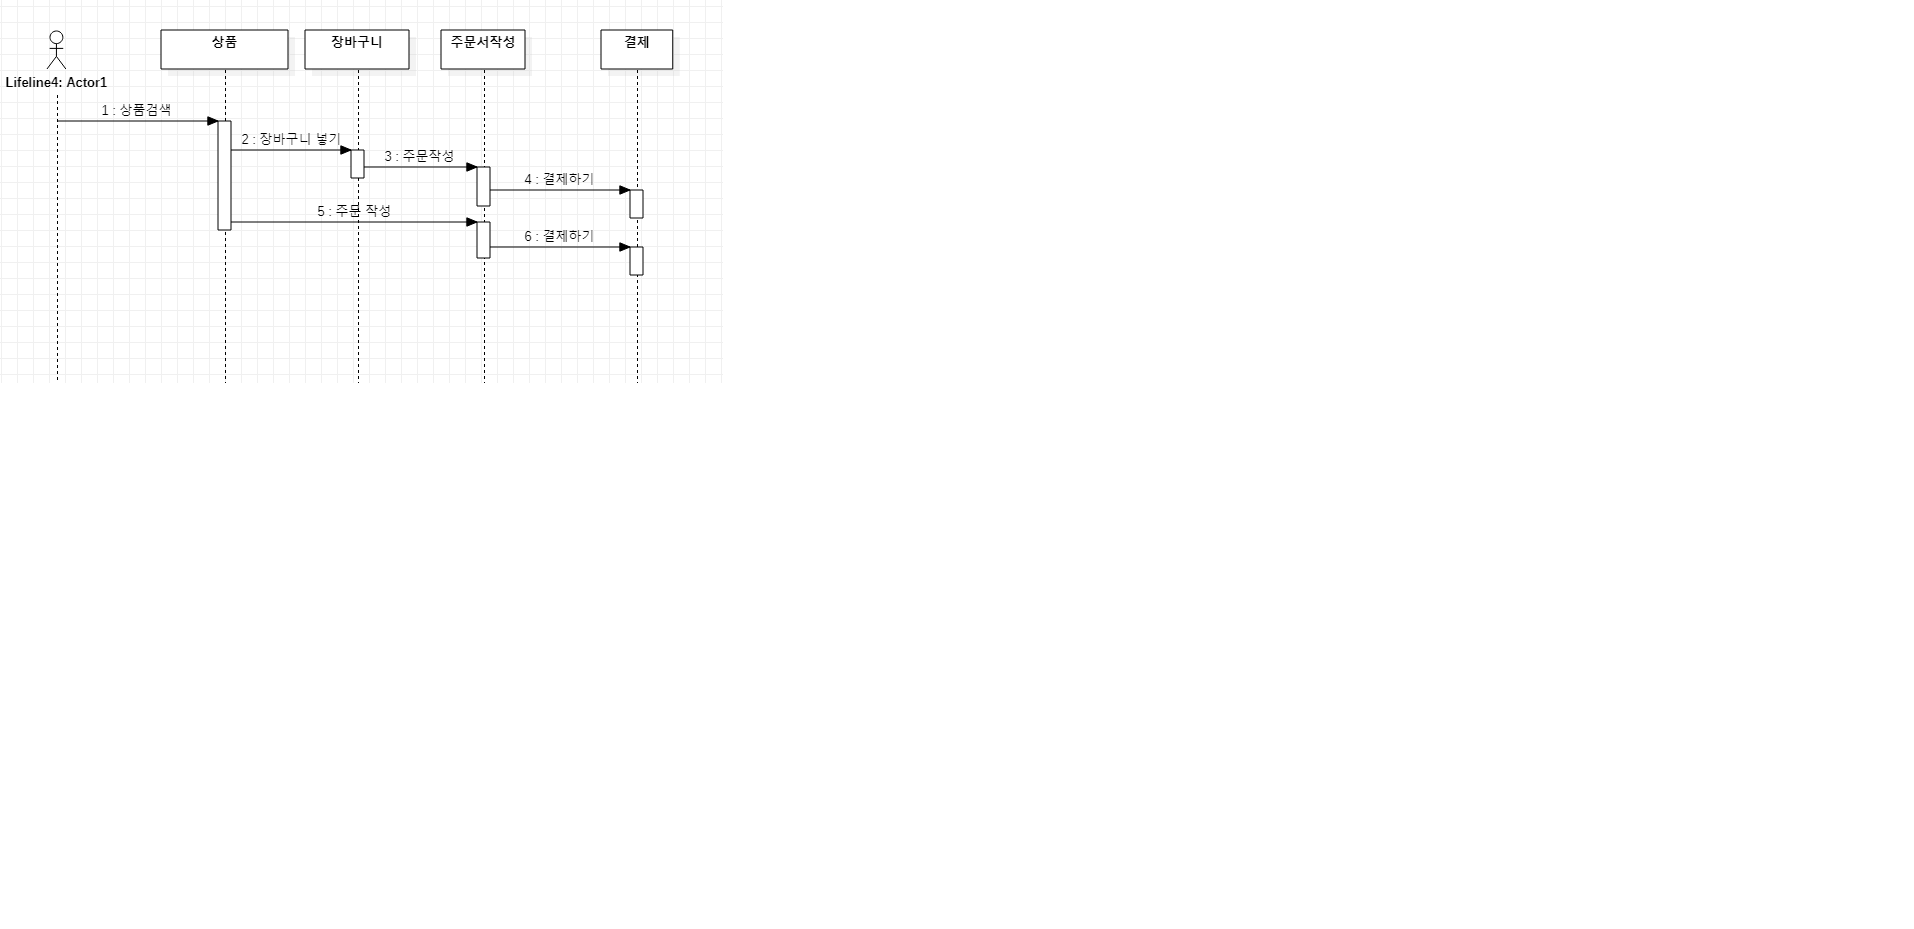 상품
장바구니
주문서작성
결제
Lifeline4: Actor1
1 : 상품검색
2 : 장바구니 넣기
3 : 주문작성
4 : 결제하기
5 : 주문 작성
6 : 결제하기